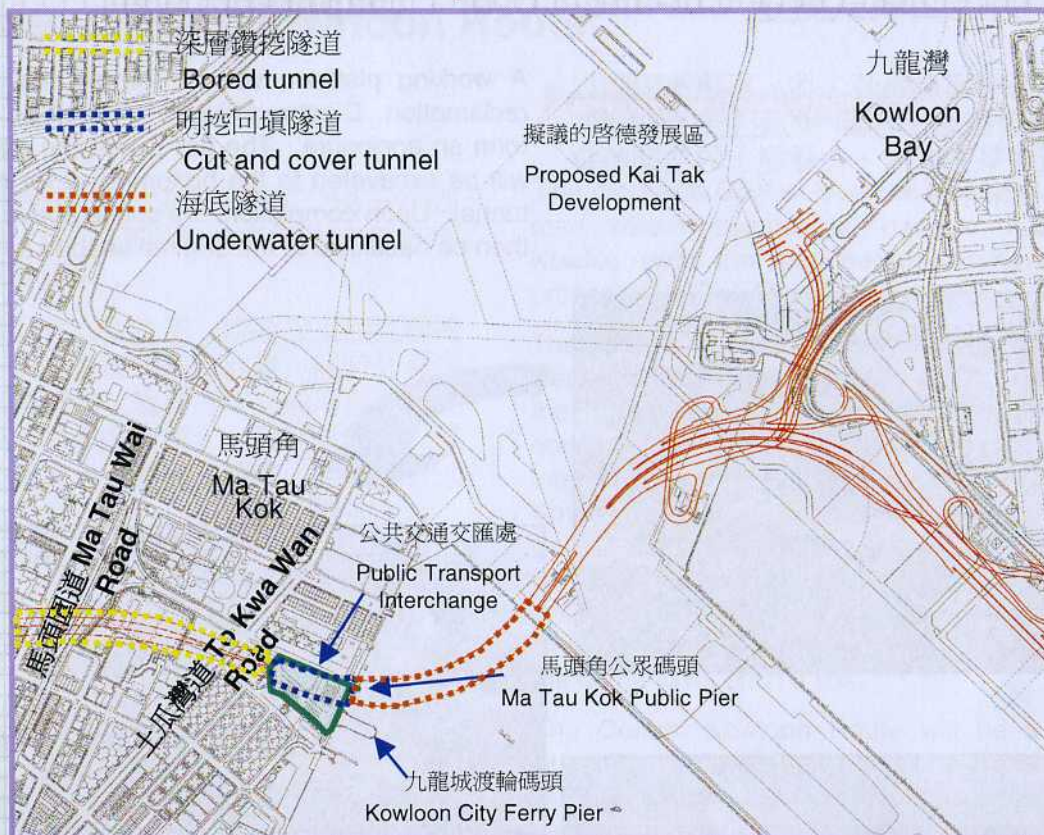 深層鑽挖隧道
Bored tunnel
明挖回填隧道
Cut and cover tunnel
海底隧道
Underwater tunnel
九龍灣
Kowloon
Bay
擬議的啓德發展區
Proposed Kai Tak
Development
馬頭角
Ma Tau
Kok
馬頭圍道 Ma Tau Wai
Road
土瓜灣道 To Kwa Wan
Road
公共交通交匯處
Public Transport
Interchange
馬頭角公眾碼頭
Ma Tau Kok Public Pier
九龍城渡輪碼頭
Kowloon City Ferry Pier